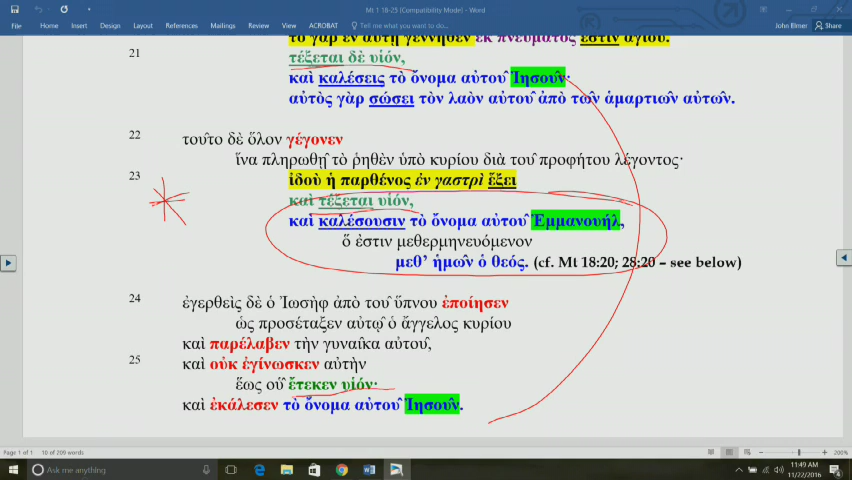 Mt 1 18-25 [Compatibility Mode] - Word
John Elmer
File Home Insert Design Layout References Mailings Review View ACROBAT Tell me what you want to do... Share
τὸ γὰρ ἐν αὐτῇ γεννηθὲν ἐκ πνεύματός ἐστιν ἁγίου.
21 τέξεται δὲ υἱόν,
καὶ καλέσεις τὸ ὄνομα αὐτοῦ Ἰησοῦν·
αὐτὸς γὰρ σώσει τὸν λαὸν αὐτοῦ ἀπὸ τῶν ἁμαρτιῶν αὐτῶν.
22 τοῦτο δὲ ὅλον γέγονεν
ἵνα πληρωθῇ τὸ ῥηθὲν ὑπὸ κυρίου διὰ τοῦ προφήτου λέγοντος·
23 ἰδοὺ ἡ παρθένος ἐν γαστρὶ ἕξει
καὶ τέξεται υἱόν,
καὶ καλέσουσιν τὸ ὄνομα αὐτοῦ Ἐμμανουήλ,
ὅ ἐστιν μεθερμηνευόμενον
μεθ’ ἡμῶν ὁ θεός. (cf. Mt 18:20; 28:20 – see below)
24 ἐγερθεὶς δὲ ὁ Ἰωσὴφ ἀπὸ τοῦ ὕπνου ἐποίησεν
ὡς προσέταξεν αὐτῷ ὁ ἄγγελος κυρίου
καὶ παρέλαβεν τὴν γυναῖκα αὐτοῦ,
25 καὶ οὐκ ἐγίνωσκεν αὐτὴν
ἕως οὗ ἔτεκεν υἱόν·
καὶ ἐκάλεσεν τὸ ὄνομα αὐτοῦ Ἰησοῦν.
Page 1 of 1 10 of 209 words 200%
Ask me anything
11:49 AM
11/22/2016